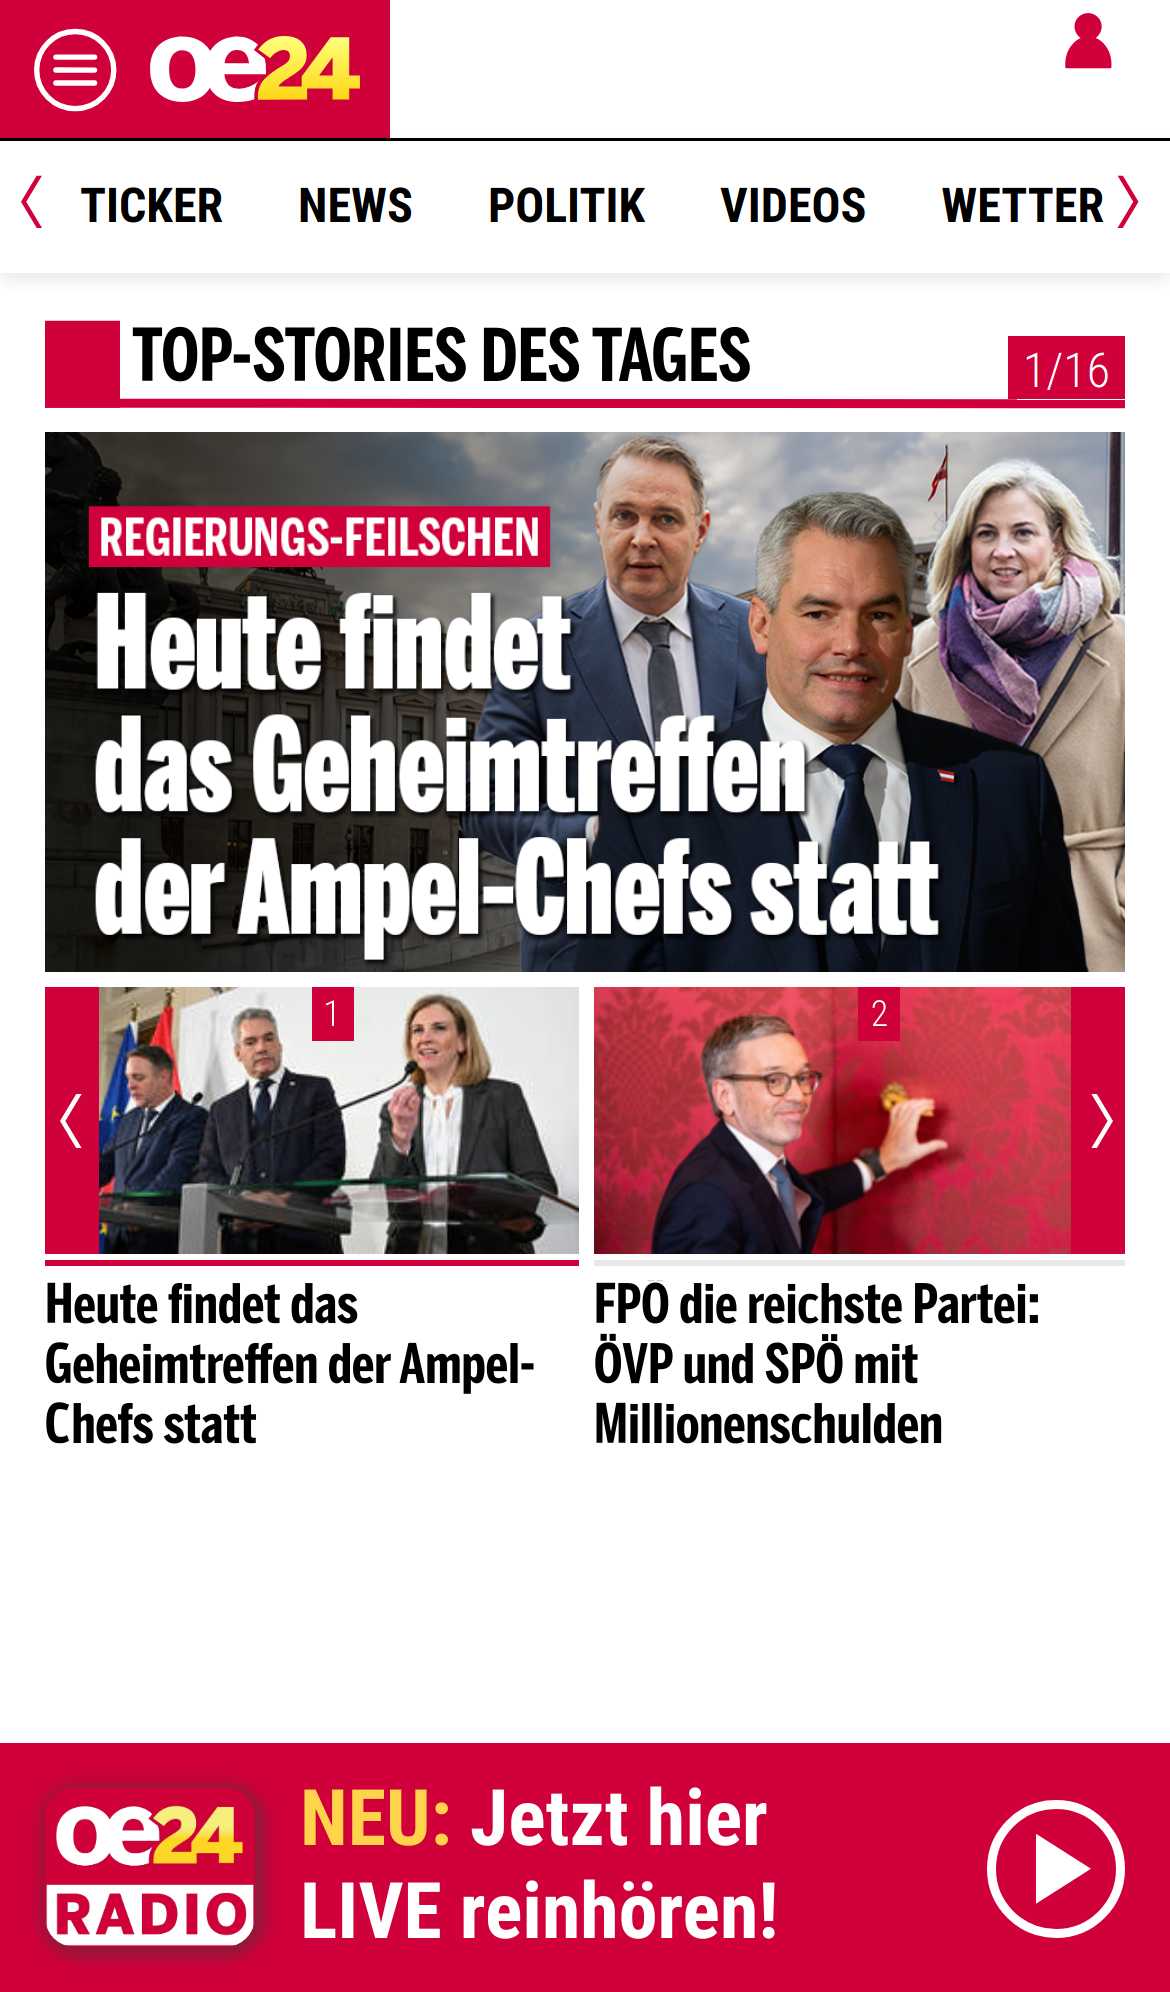 oe24
TICKER NEWS POLITIK VIDEOS WETTER
TOP-STORIES DES TAGES
1/16
REGIERUNGS-FEILSCHEN
Heute findet
das Geheimtreffen
der Ampel-Chefs statt
1
2
Heute findet das
Geheimtreffen der Ampel-
Chefs statt
FPÖ die reichste Partei:
ÖVP und SPÖ mit
Millionenschulden
oe24
RADIO
NEU: Jetzt hier
LIVE reinhören!